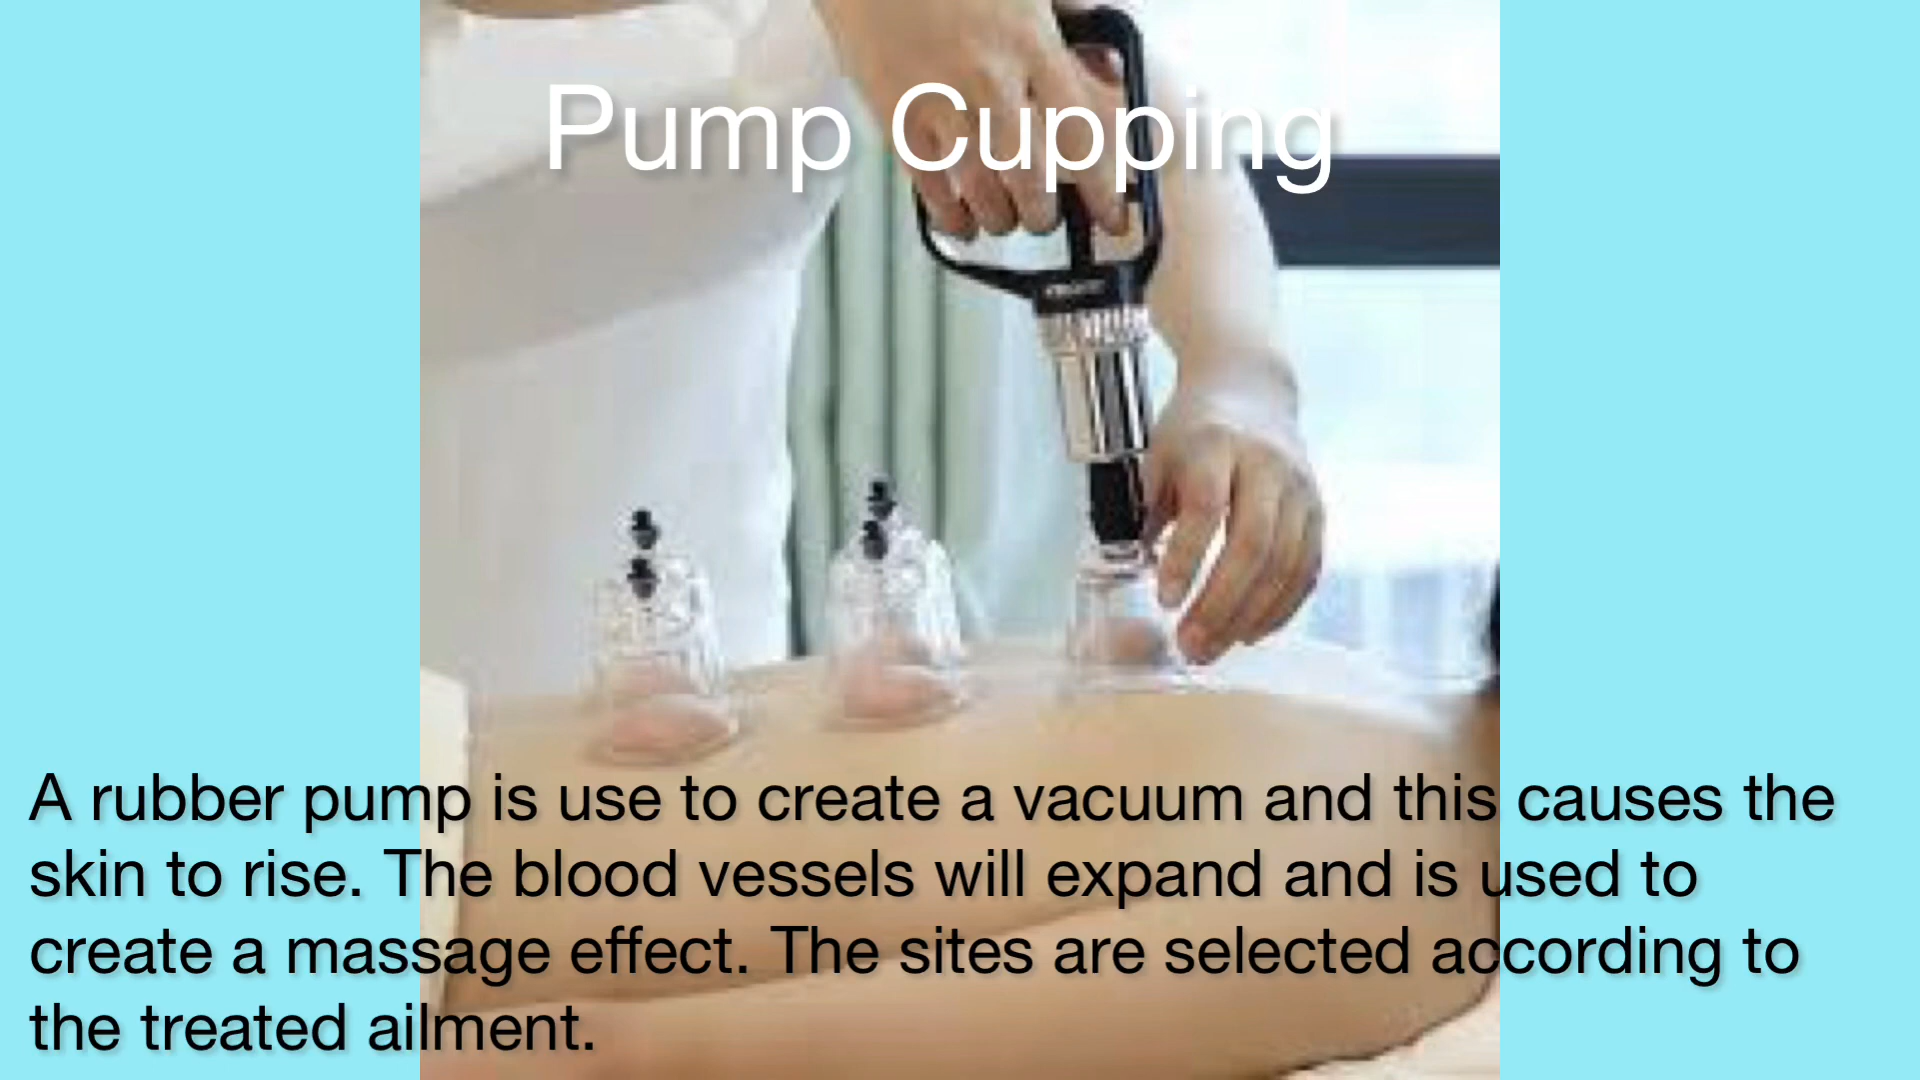 Pump Cupping
A rubber pump is use to create a vacuum and this causes the
skin to rise. The blood vessels will expand and is used to
create a massage effect. The sites are selected according to
the treated ailment.